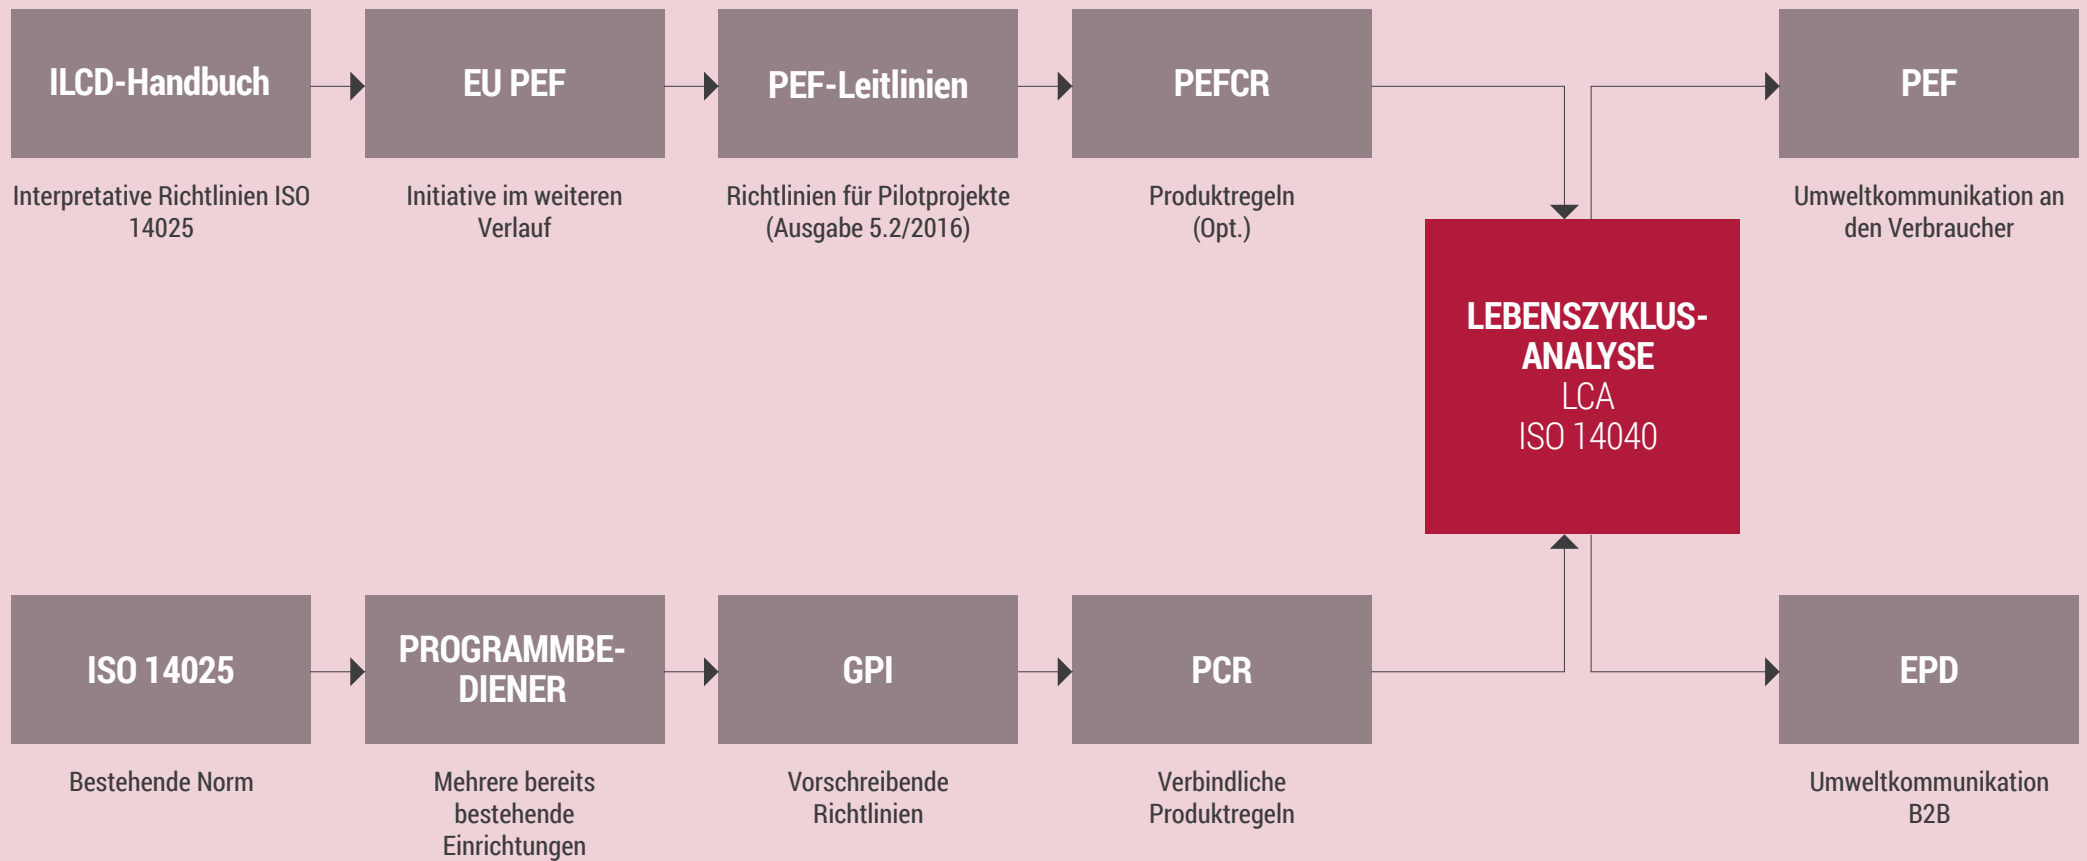 ILCD-Handbuch
Interpretative Richtlinien ISO
14025
EU PEF
Initiative im weiteren
Verlauf
PEF-Leitlinien
Richtlinien für Pilotprojekte
(Ausgabe 5.2/2016)
PEFCR
Produktregeln
(Opt.)
PEF
Umweltkommunikation an
den Verbraucher
LEBENSZYKLUS-
ANALYSE
LCA
ISO 14040
ISO 14025
Bestehende Norm
PROGRAMMBE-
DIENER
Mehrere bereits
bestehende
Einrichtungen
GPI
Vorschreibende
Richtlinien
PCR
Verbindliche
Produktregeln
EPD
Umweltkommunikation
B2B